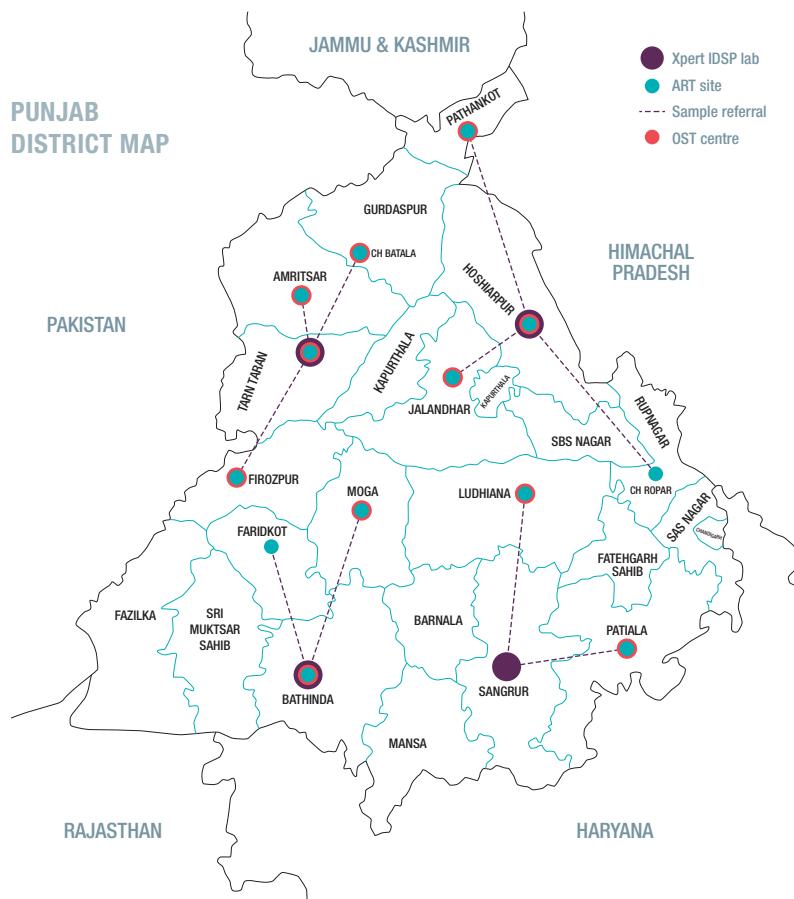 JAMMU & KASHMIR
Xpert IDSP lab
ART site
Sample referral
OST centre
PUNJAB
DISTRICT MAP
PATHANKOT
GURDASPUR
CH BATALA
HIMACHAL
PRADESH
AMRITSAR
HOSHIARPUR
PAKISTAN
TARN TARAN
KAPURTHALA
KAPURTHALA
JALANDHAR
RUPNAGAR
SBS NAGAR
FIROZPUR
MOGA
LUDHIANA
CH ROPAR
SAS NAGAR
CHANDIGARH
FARIDKOT
FATEHGARH
SAHIB
FAZILKA
SRI
MUKTSAR
SAHIB
BARNALA
PATIALA
BATHINDA
SANGRUR
MANSA
RAJASTHAN
HARYANA